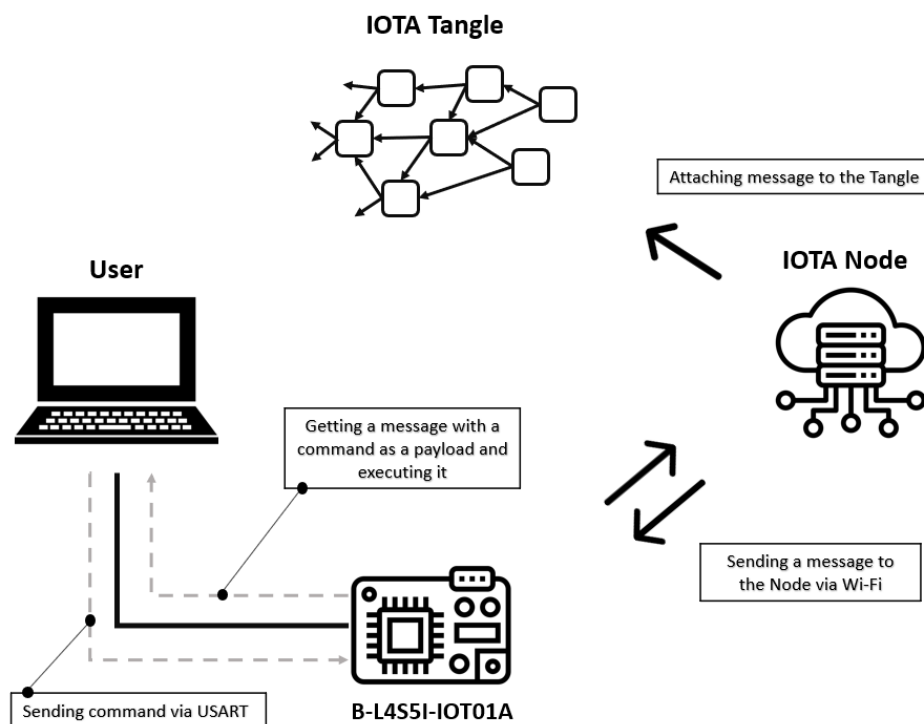 IOTA Tangle
Attaching message to the Tangle
User
IOTA Node
Getting a message with a
command as a payload and
executing it
Sending a message to
the Node via Wi-Fi
Sending command via USART
B-L4S5I-IOT01A